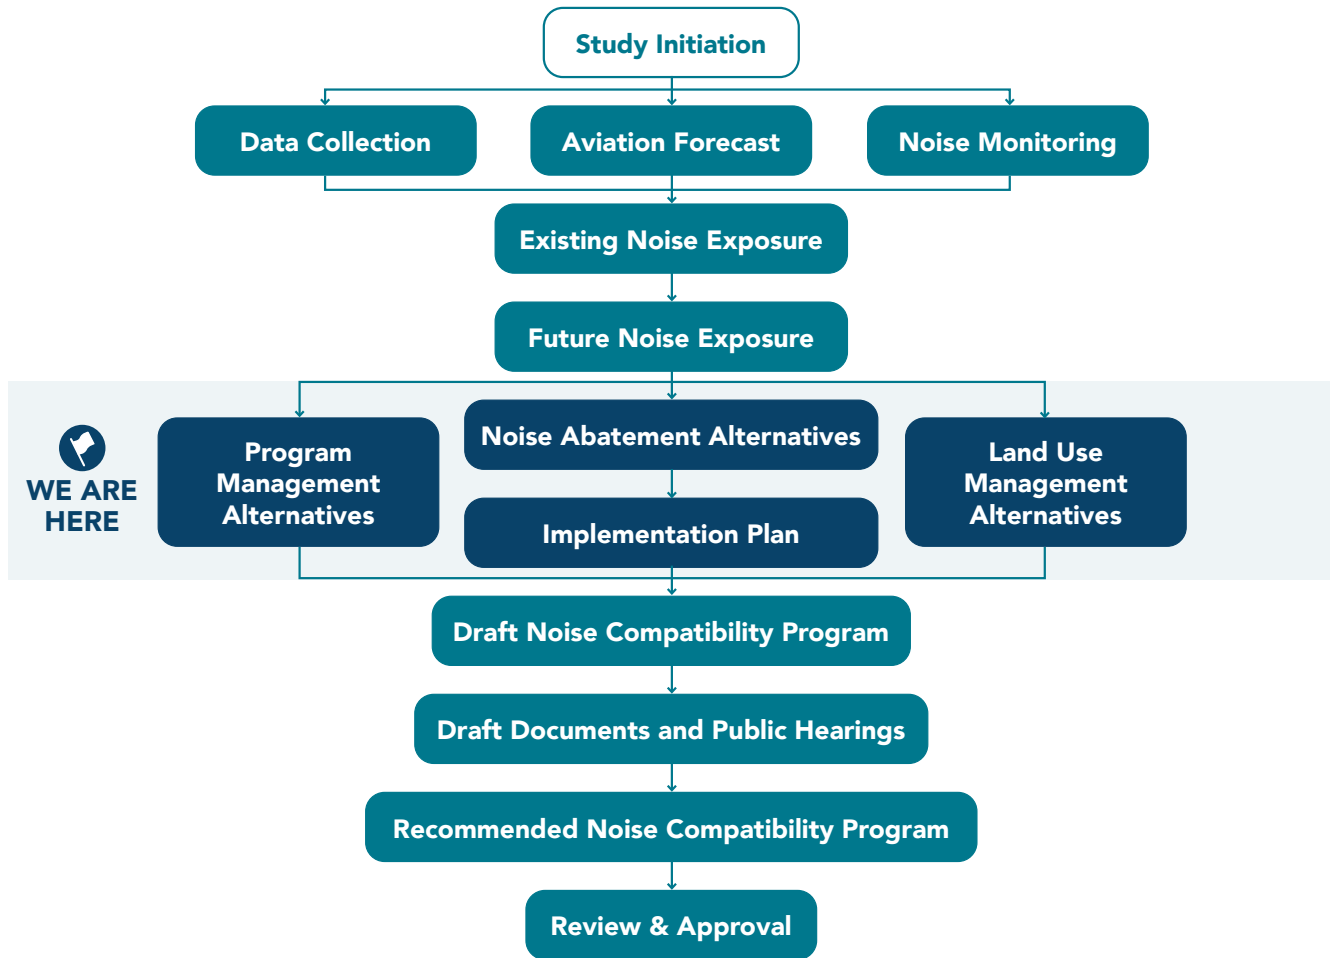 Study Initiation
Data Collection
Aviation Forecast
Noise Monitoring
Existing Noise Exposure
Future Noise Exposure
WE ARE
HERE
Program
Management
Alternatives
Noise Abatement Alternatives
Implementation Plan
Land Use
Management
Alternatives
Draft Noise Compatibility Program
Draft Documents and Public Hearings
Recommended Noise Compatibility Program
Review & Approval